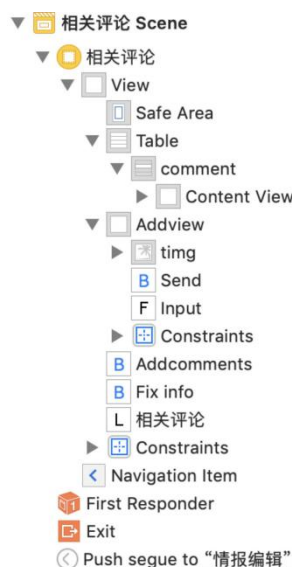 相关评论 Scene
相关评论
View
Safe Area
Table
comment
Content View
Addview
timg
B Send
F Input
Constraints
B Addcomments
B Fix info
L 相关评论
Constraints
Navigation Item
First Responder
Exit
Push segue to “情报编辑”